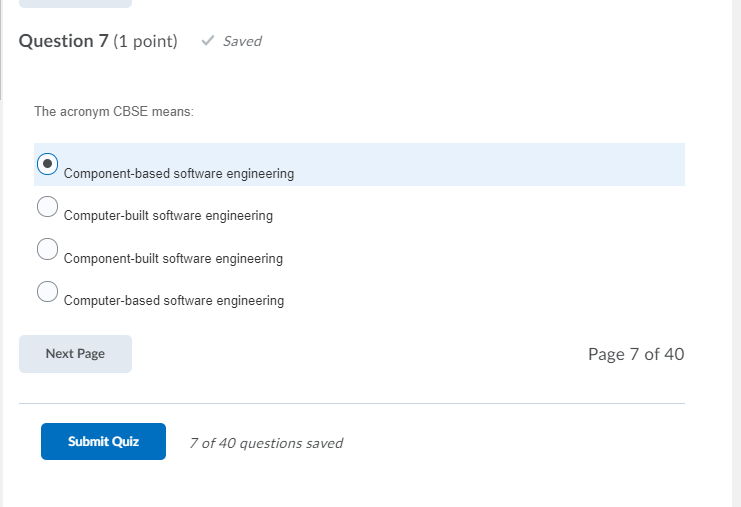 Question 7 (1 point) Saved
The acronym CBSE means:
Component-based software engineering
Computer-built software engineering
Component-built software engineering
Computer-based software engineering
Next Page Page 7 of 40
Submit Quiz 7 of 40 questions saved